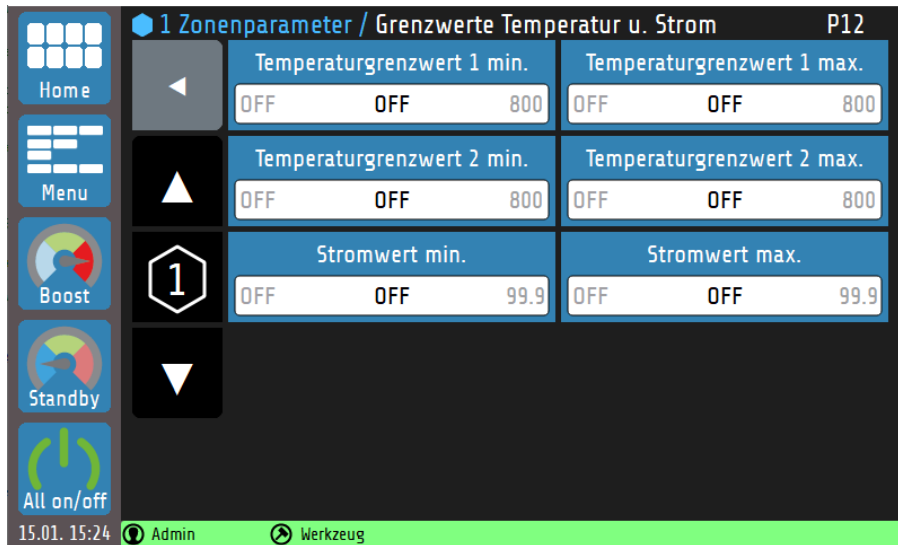 1 Zonenparameter / Grenzwerte Temperatur u. Strom P12
Home
Menu
Boost
Standby
All on/off
Temperaturgrenzwert 1 min.
OFF OFF 800
Temperaturgrenzwert 1 max.
OFF OFF 800
Temperaturgrenzwert 2 min.
OFF OFF 800
Temperaturgrenzwert 2 max.
OFF OFF 800
1
Stromwert min.
OFF OFF 99.9
Stromwert max.
OFF OFF 99.9
15.01. 15:24 Admin Werkzeug